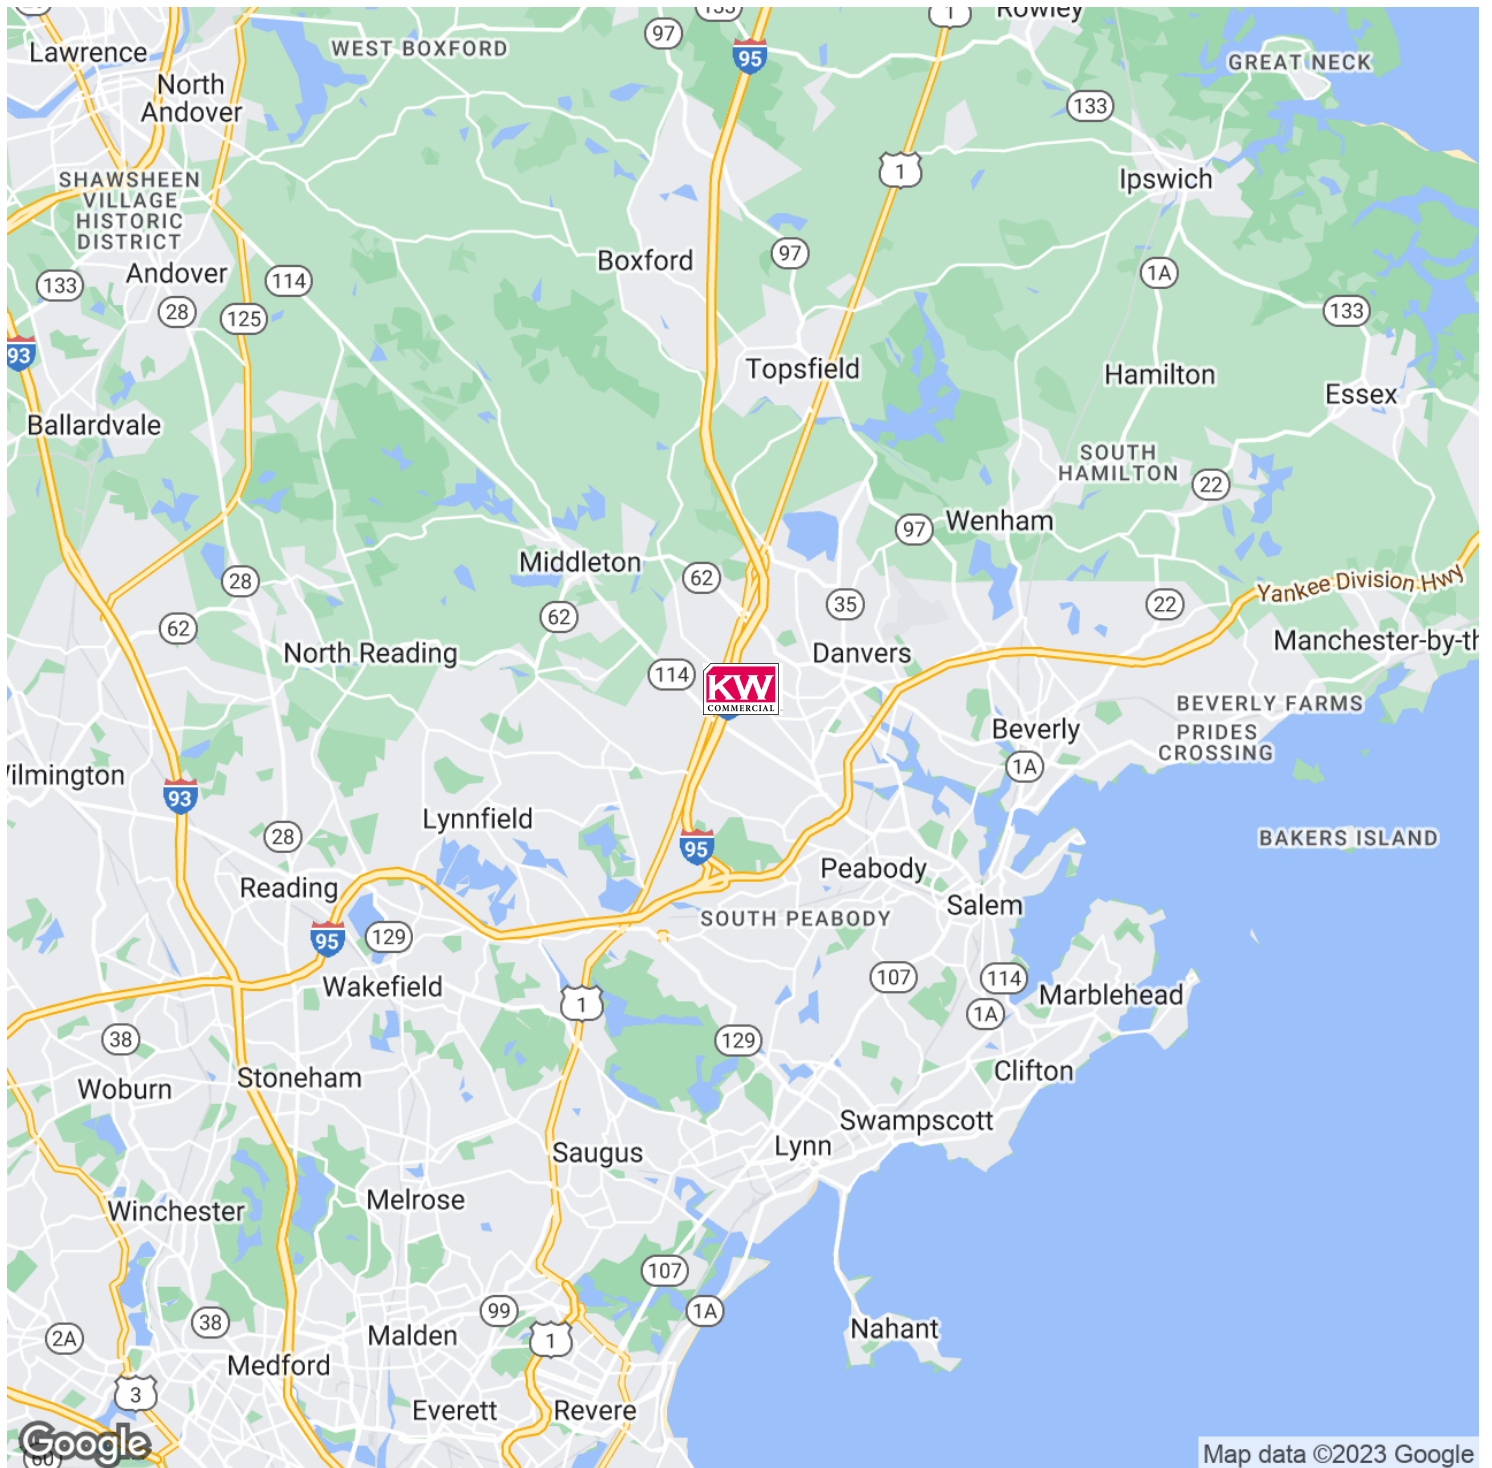 133
1
Rowley
97
Lawrence
WEST BOXFORD
95
GREAT NECK
North
Andover
133
1
Ipswich
SHAWSHEEN
VILLAGE
HISTORIC
DISTRICT
97
Boxford
Andover
1A
133
114
133
28
125
93
Topsfield
Hamilton
Essex
Ballardvale
SOUTH
HAMILTON
22
97
Wenham
Middleton
62
28
Yankee Division Hwy
35
22
62
62
North Reading
Danvers
Manchester-by-th
114
KW
COMMERCIAL
BEVERLY FARMS
Beverly
PRIDES
CROSSING
1A
ilmington
93
Lynnfield
28
BAKERS ISLAND
95
Peabody
Reading
Salem
SOUTH PEABODY
95
129
107
114
Wakefield
Marblehead
1
1A
38
129
Clifton
Woburn
Stoneham
Swampscott
Lynn
Saugus
Melrose
Winchester
107
99
1A
38
Nahant
2A
Malden
1
Medford
3
Everett
Revere
Google
60
Map data ©2023 Google